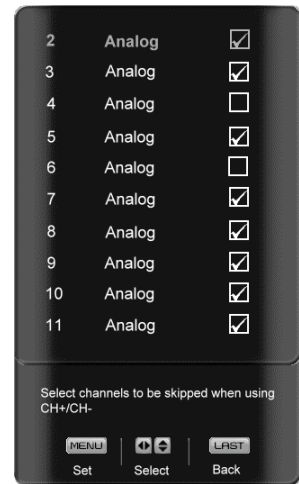 2 Analog
3 Analog
4 Analog
5 Analog
6 Analog
7 Analog
8 Analog
9 Analog
10 Analog
11 Analog
Select channels to be skipped when using
CH+/CH-
MENU LAST
Set Select Back